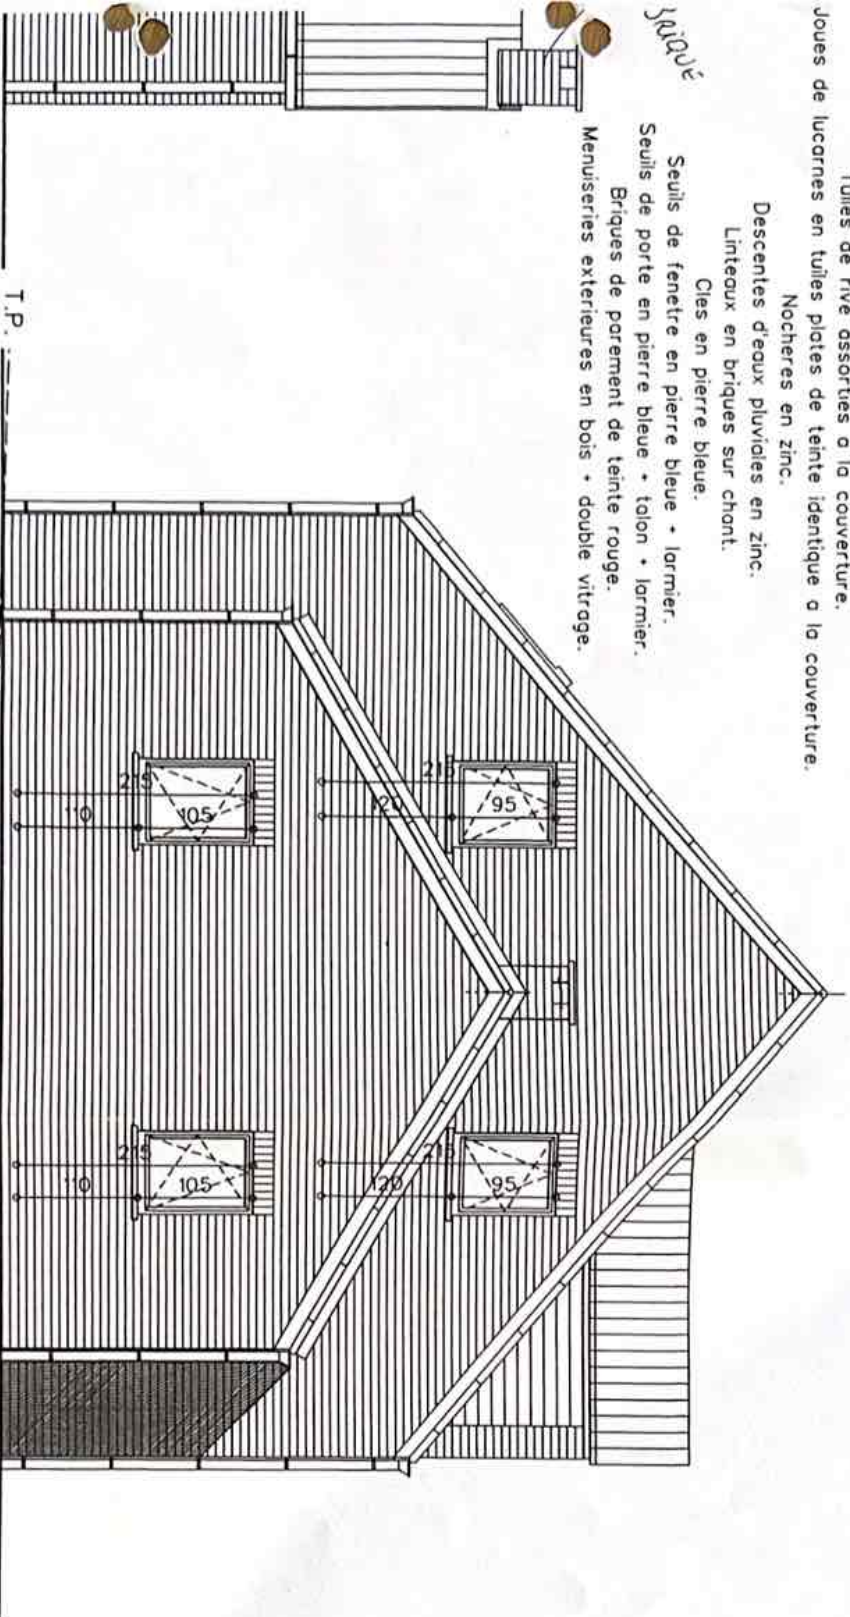 Tuiles de rive assorties a la couverture.
Joues de lucarnes en tuiles plates de teinte identique a la couverture.
Nocheres en zinc.
Descentes d'eaux pluviales en zinc.
Linteaux en briques sur chant.
Cles en pierre bleue.
Seuils de fenetre en pierre bleue + larmier.
Seuils de porte en pierre bleue + talon + larmier.
Briques de parement de teinte rouge.
Menuiseries exterieures en bois + double vitrage.
BRIQUÉ
215
95
120
215
95
120
215
105
110
215
105
110
T.P.